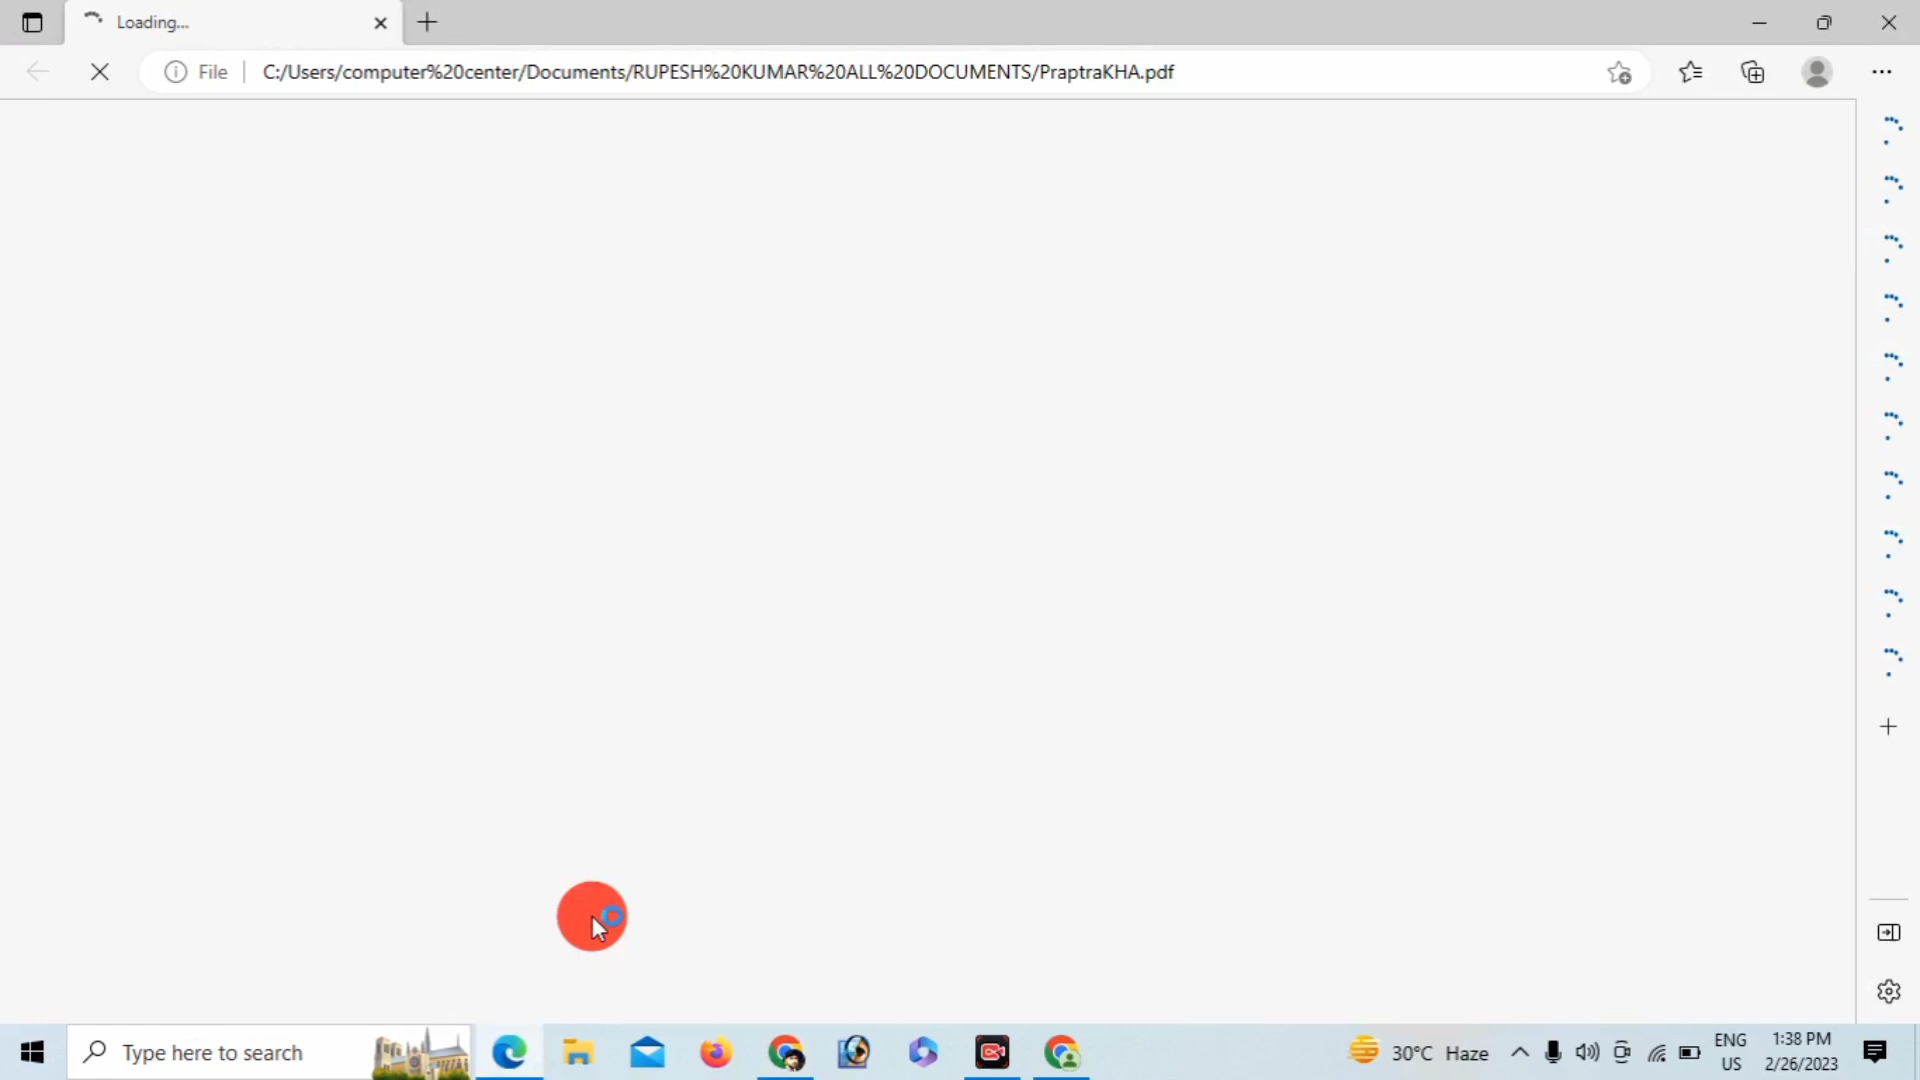 Loading...
File
C:/Users/computer%20center/Documents/RUPESH%20KUMAR%20ALL%20DOCUMENTS/PraptraKHA.pdf
Type here to search
30°C Haze
ENG
US
1:38 PM
2/26/2023